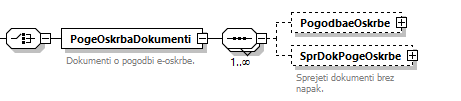 PogeOskrbaDokumenti
Dokumenti o pogodbi e-oskrbe.
1..∞
PogodbaeOskrbe
SprDokPogeOskrbe
Sprejeti dokumenti brez
napak.